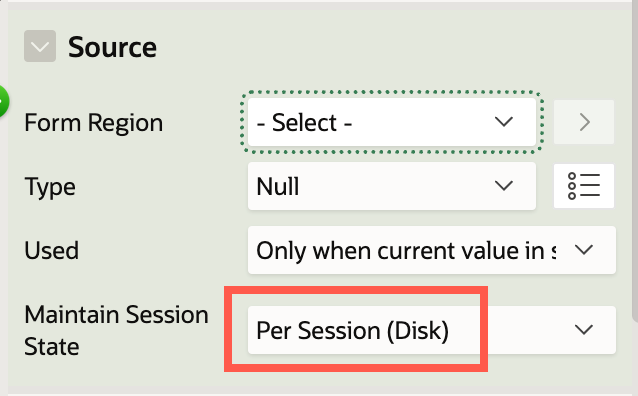 Source
Form Region - Select -
Type Null
Used Only when current value in s
Maintain Session State Per Session (Disk)